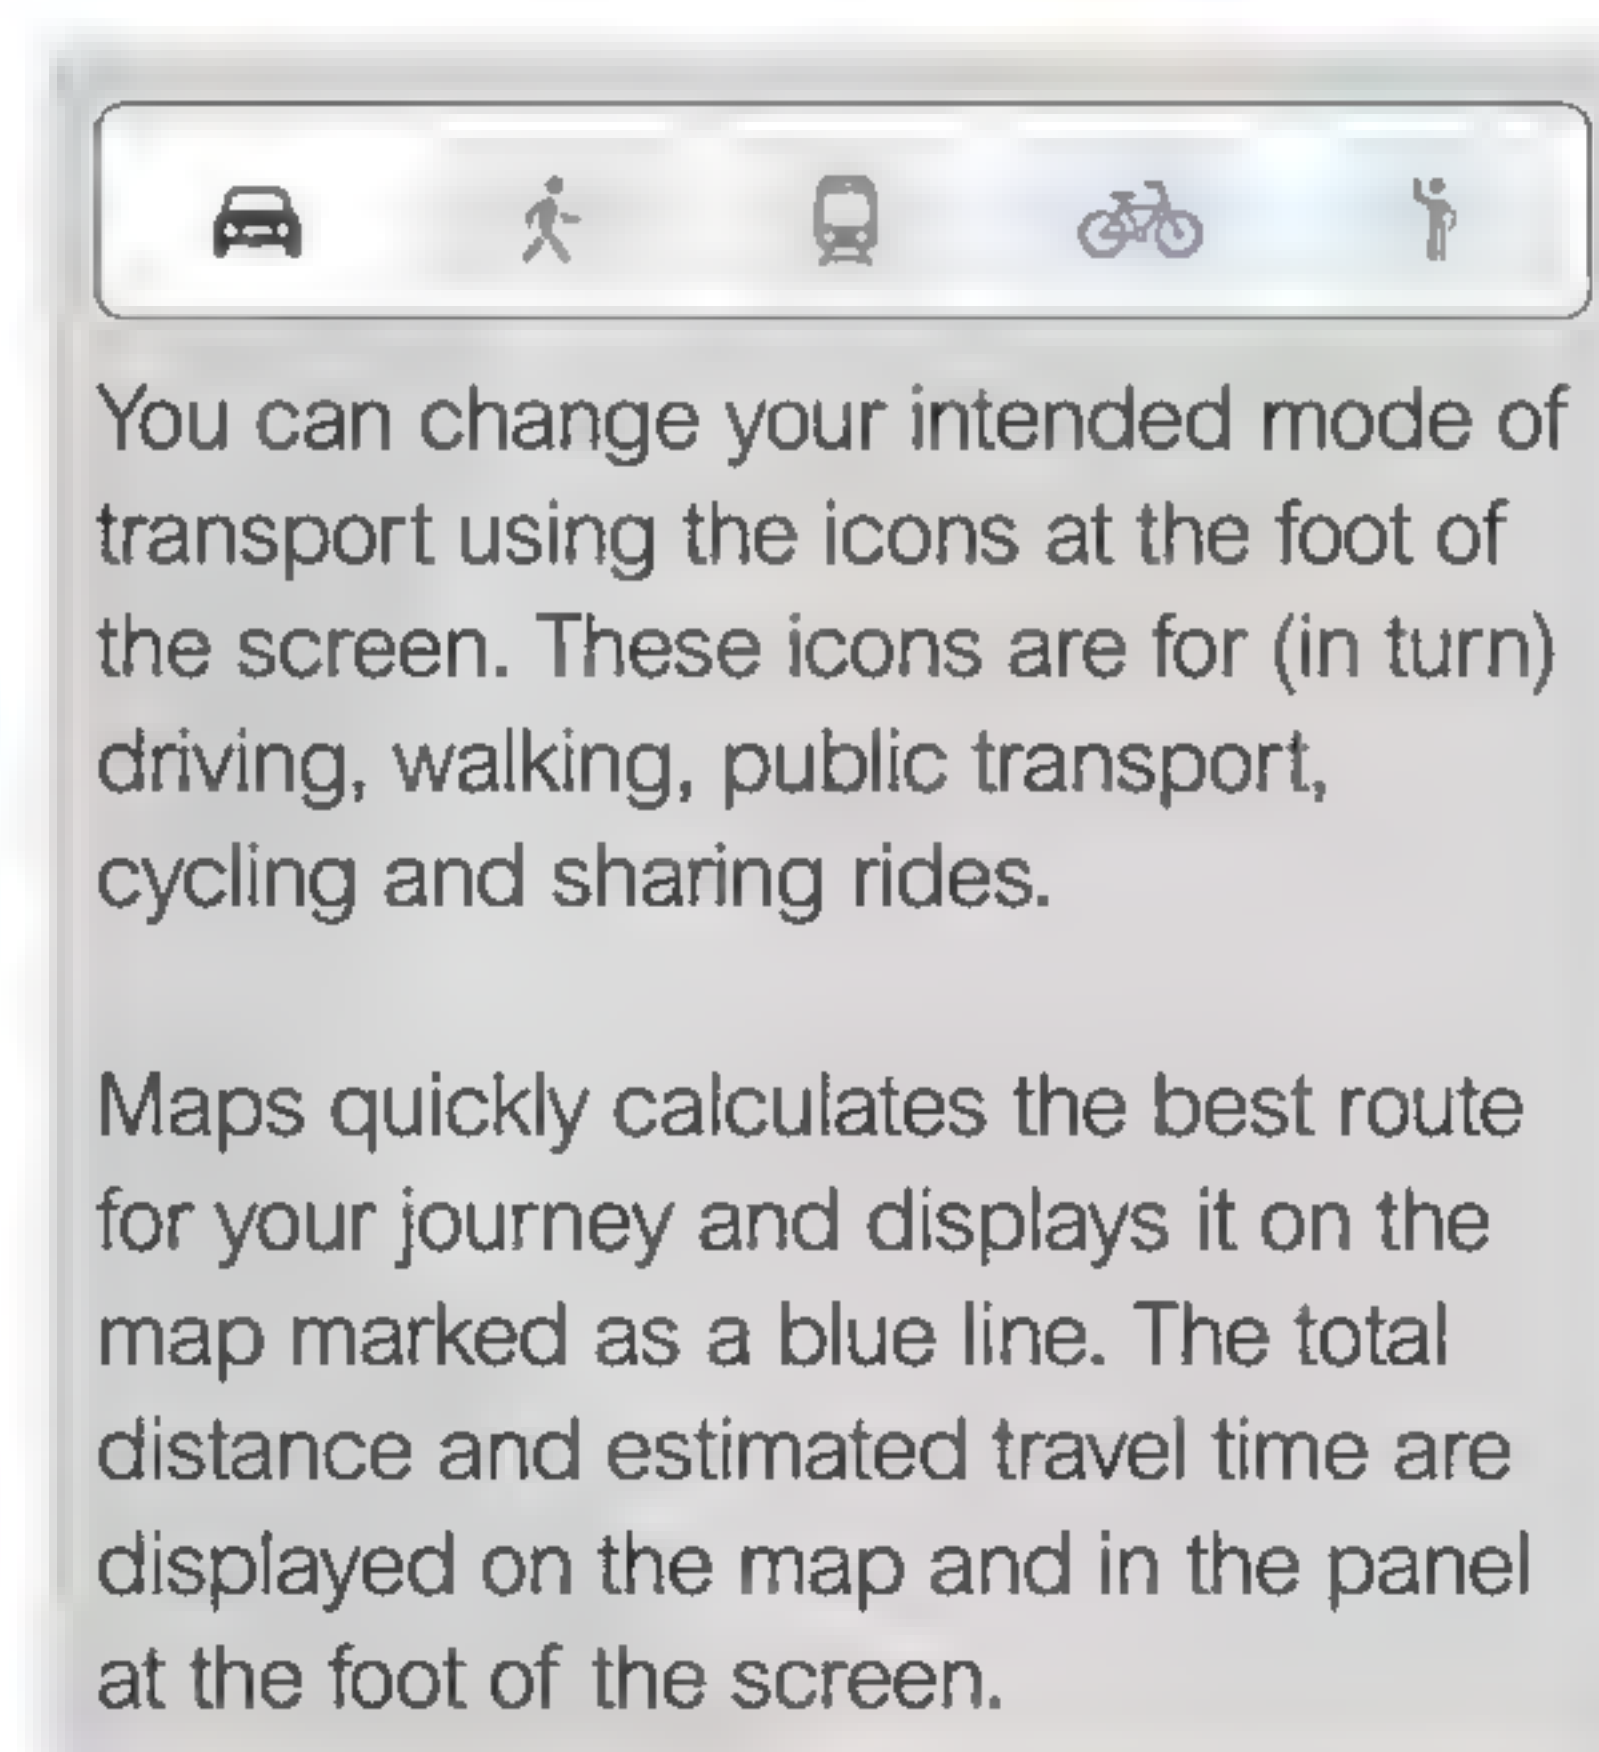 You can change your intended mode of
transport using the icons at the foot of
the screen. These icons are for (in turn)
driving, walking, public transport,
cycling and sharing rides.
Maps quickly calculates the best route
for your journey and displays it on the
map marked as a blue line. The total
distance and estimated travel time are
displayed on the map and in the panel
at the foot of the screen.